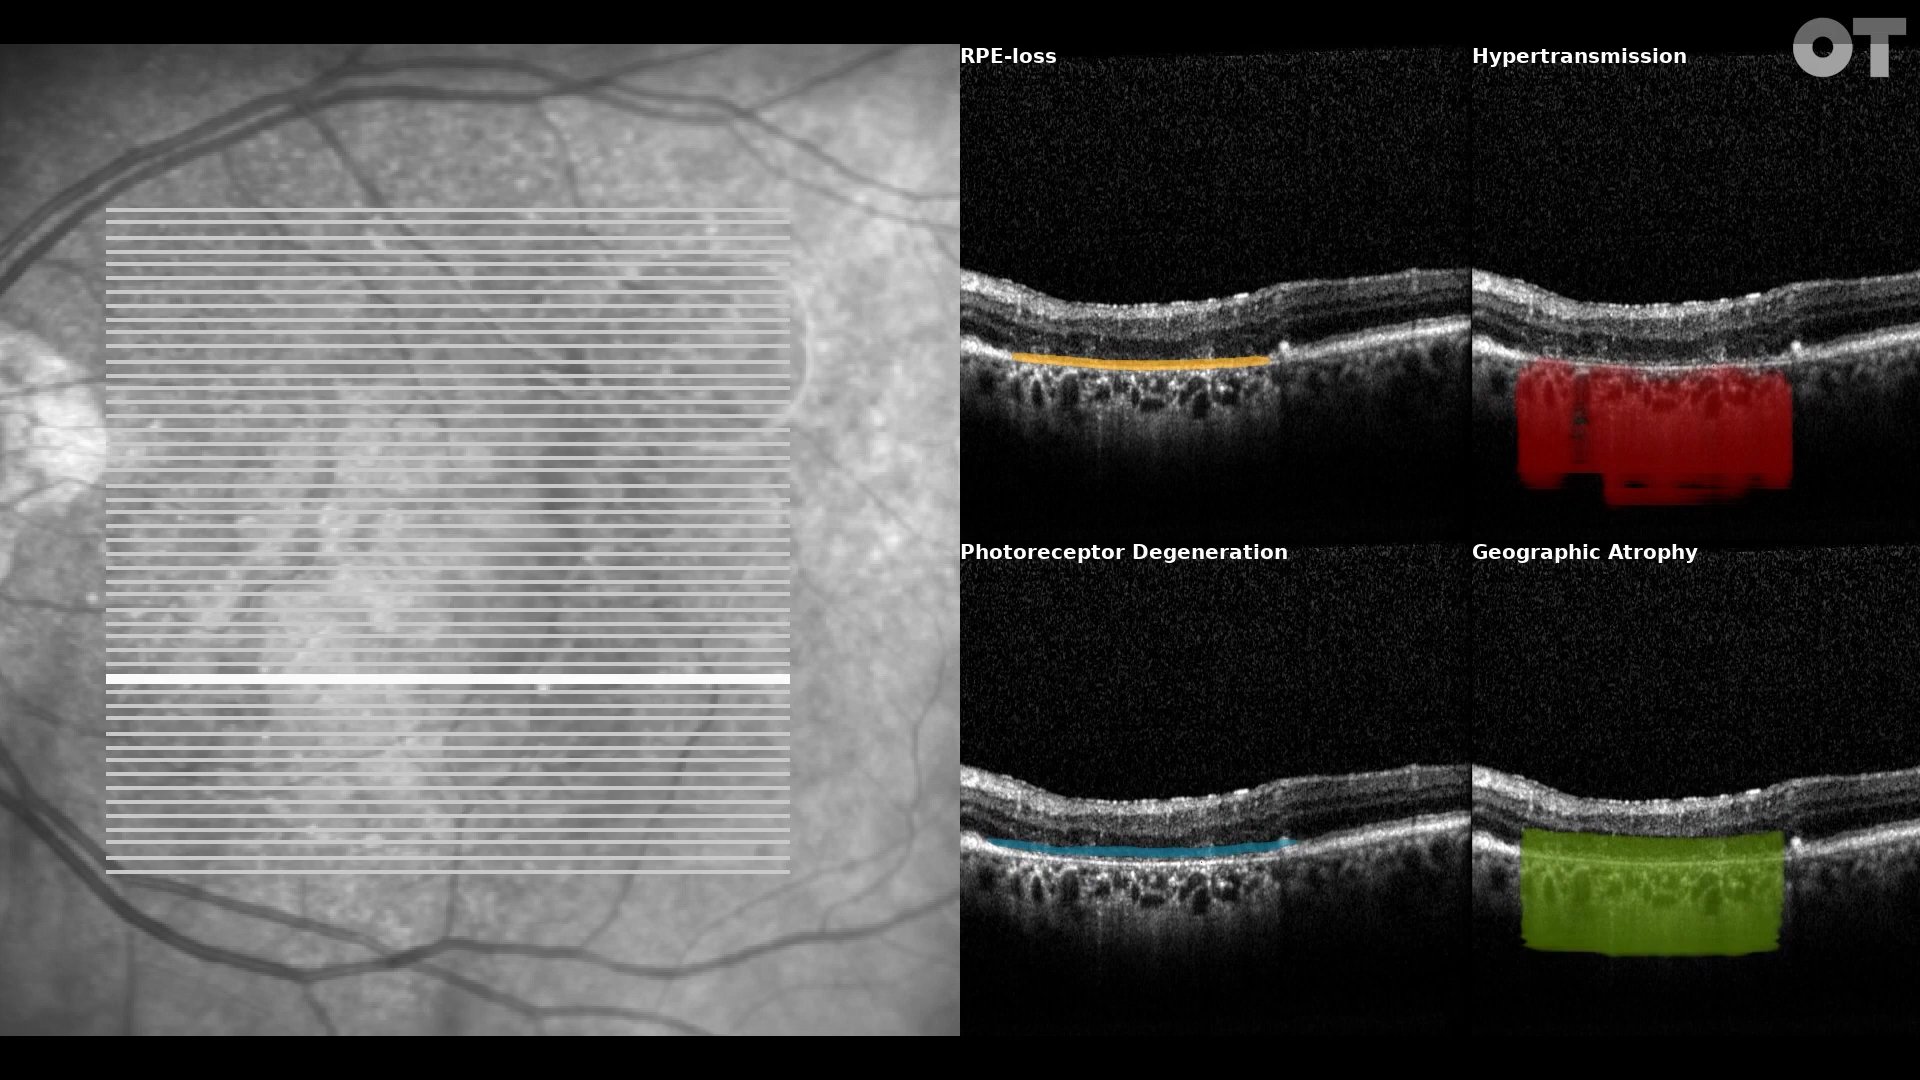 RPE-loss
Hypertransmission
OT
Photoreceptor Degeneration
Geographic Atrophy